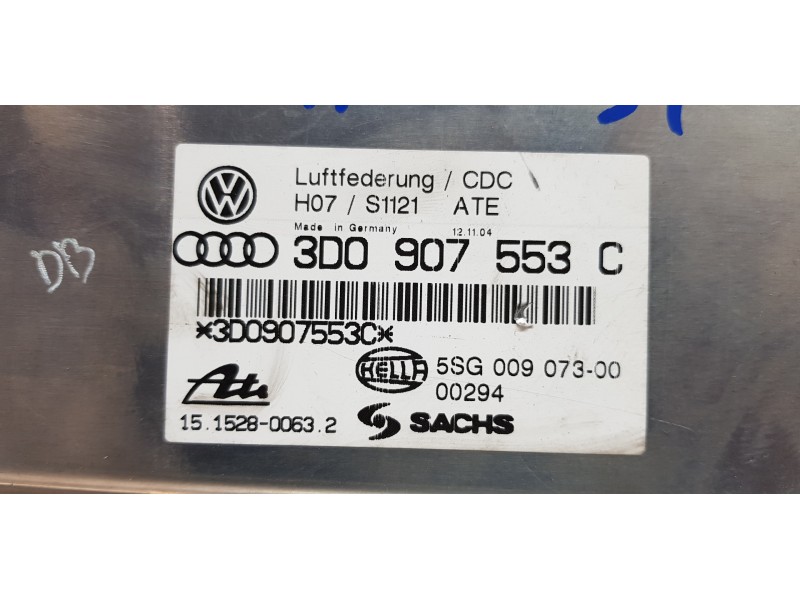 Luftfederung / CDC
H07 / S1121 ATE
Made in Germany 12.11.04
3D0 907 553 C
*3D0907553C*
Ate
HELLA
5SG 009 073-00
00294
15.1528-0063.2
SACHS
DB